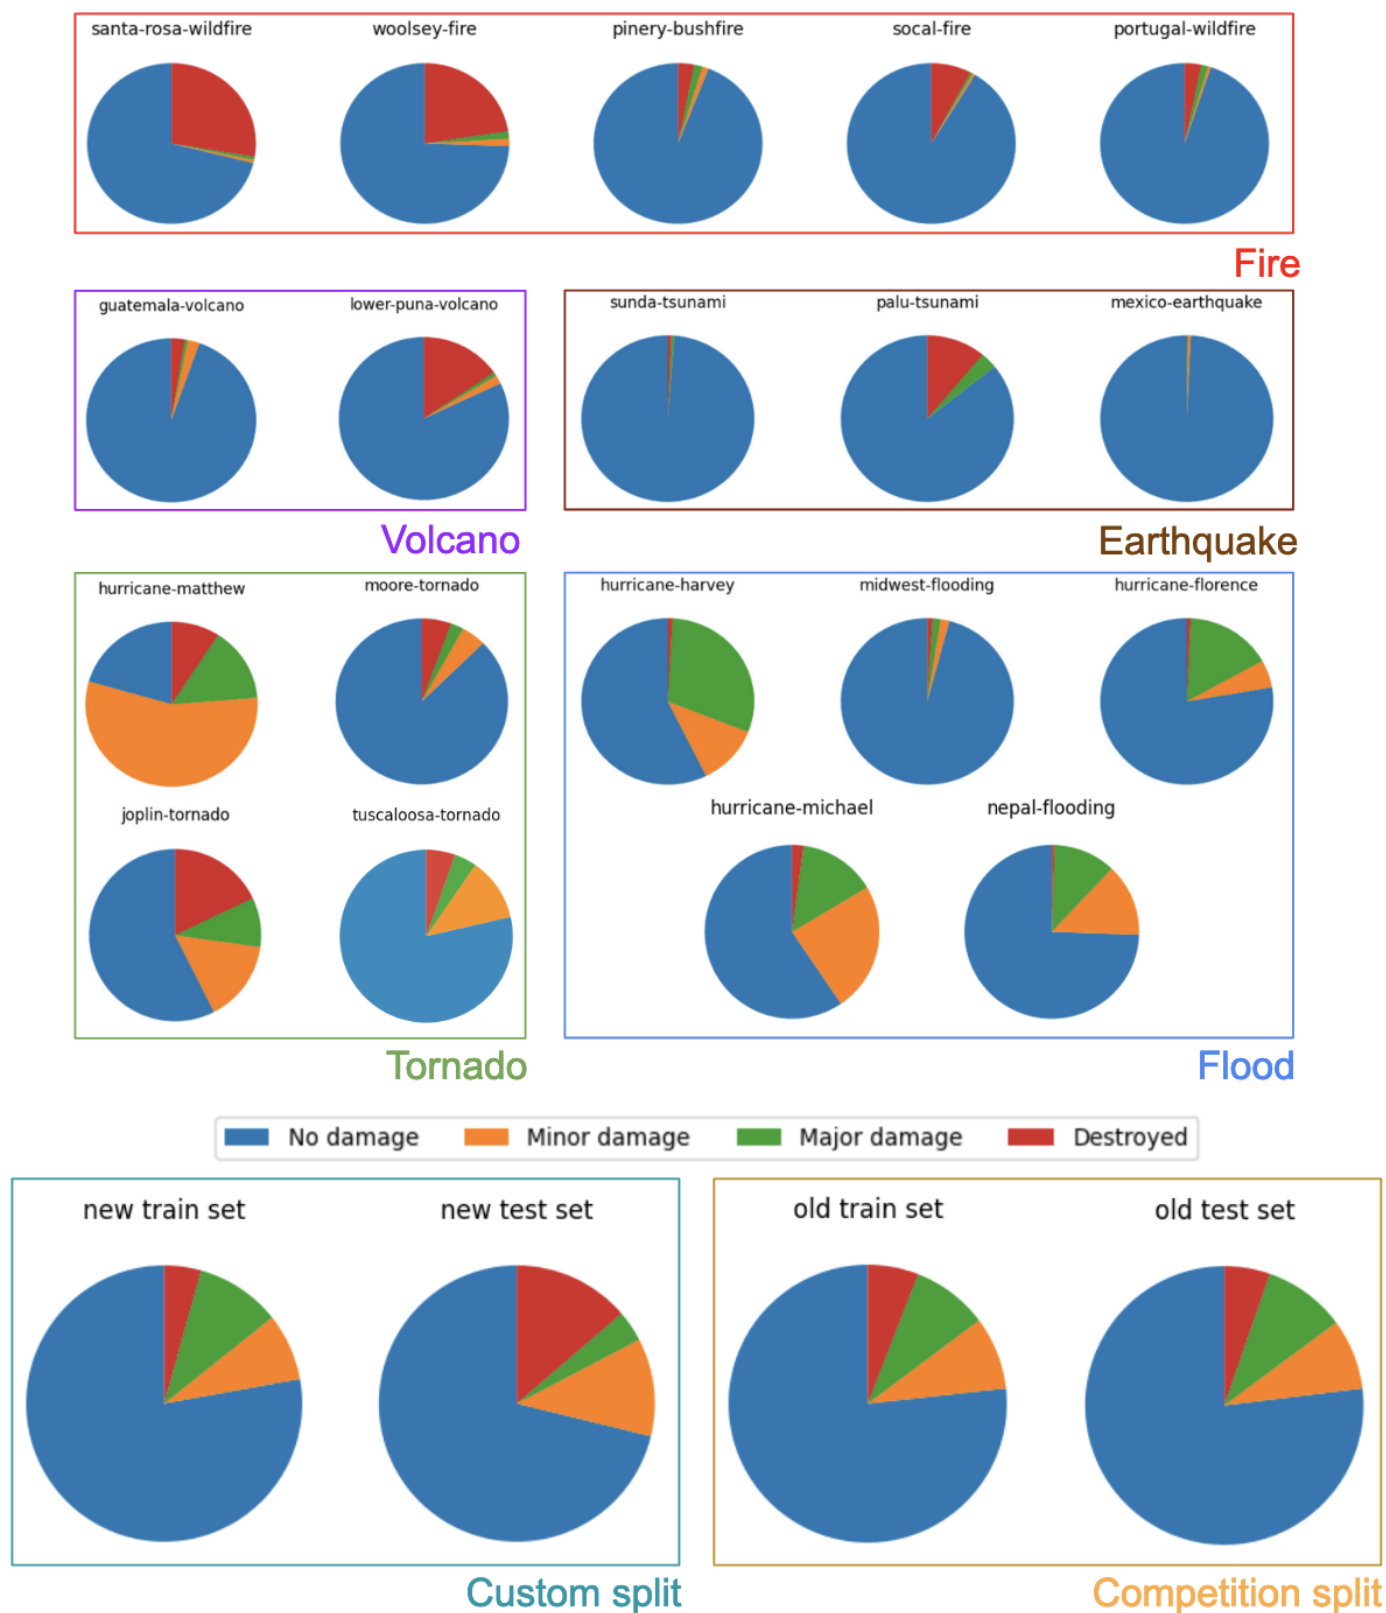 santa-rosa-wildfire woolsey-fire pinery-bushfire socal-fire portugal-wildfire
Fire
guatemala-volcano lower-puna-volcano
Volcano
sunda-tsunami palu-tsunami mexico-earthquake
Earthquake
hurricane-matthew moore-tornado
joplin-tornado tuscaloosa-tornado
Tornado
hurricane-harvey midwest-flooding hurricane-florence
hurricane-michael nepal-flooding
Flood
No damage Minor damage Major damage Destroyed
new train set new test set
Custom split
old train set old test set
Competition split